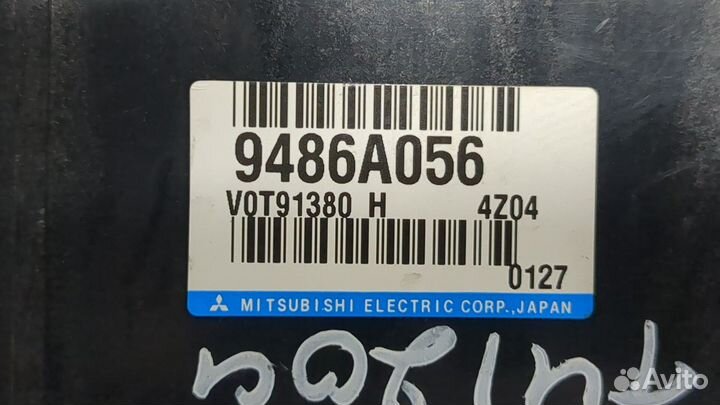 9486A056
V0T91380 H 4Z04
0127
MITSUBISHI ELECTRIC CORP.,JAPAN
Avito